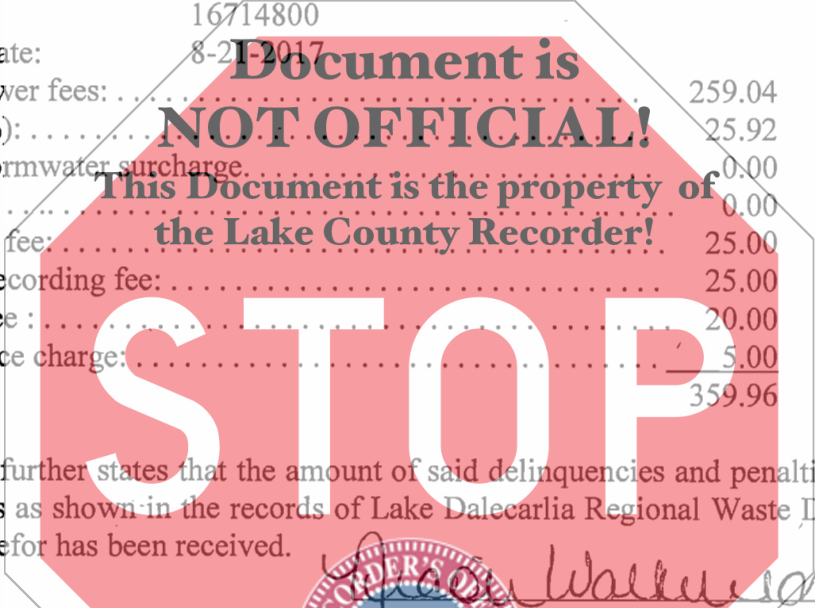 16714800
ate: 8-21-2017
Document is
wer fees: . . . . . . . . . . . . . . . . . . . . . . . . . . . . . . . . . . . 259.04
NOT OFFICIAL!
): . . . . . . . . . . . . . . . . . . . . . . . . . . . . . . . . . . . . . . . . 25.92
rmwater surcharge. . . . . . . . . . . . . . . . . . . . . . . . . . . . 0.00
This Document is the property of
. . . . . . . . . . . . . . . . . . . . . . . . . . . . . . . . . . . . . . . . . . . 0.00
the Lake County Recorder!
fee: . . . . . . . . . . . . . . . . . . . . . . . . . . . . . . . . . . . . . . . 25.00
ecording fee: . . . . . . . . . . . . . . . . . . . . . . . . . . . . . . . . 25.00
e : . . . . . . . . . . . . . . . . . . . . . . . . . . . . . . . . . . . . . . . . 20.00
ce charge: . . . . . . . . . . . . . . . . . . . . . . . . . . . . . . . . . . 5.00
359.96
STOP
further states that the amount of said delinquencies and penalti
s as shown in the records of Lake Dalecarlia Regional Waste D
efor has been received.
ORDER'S